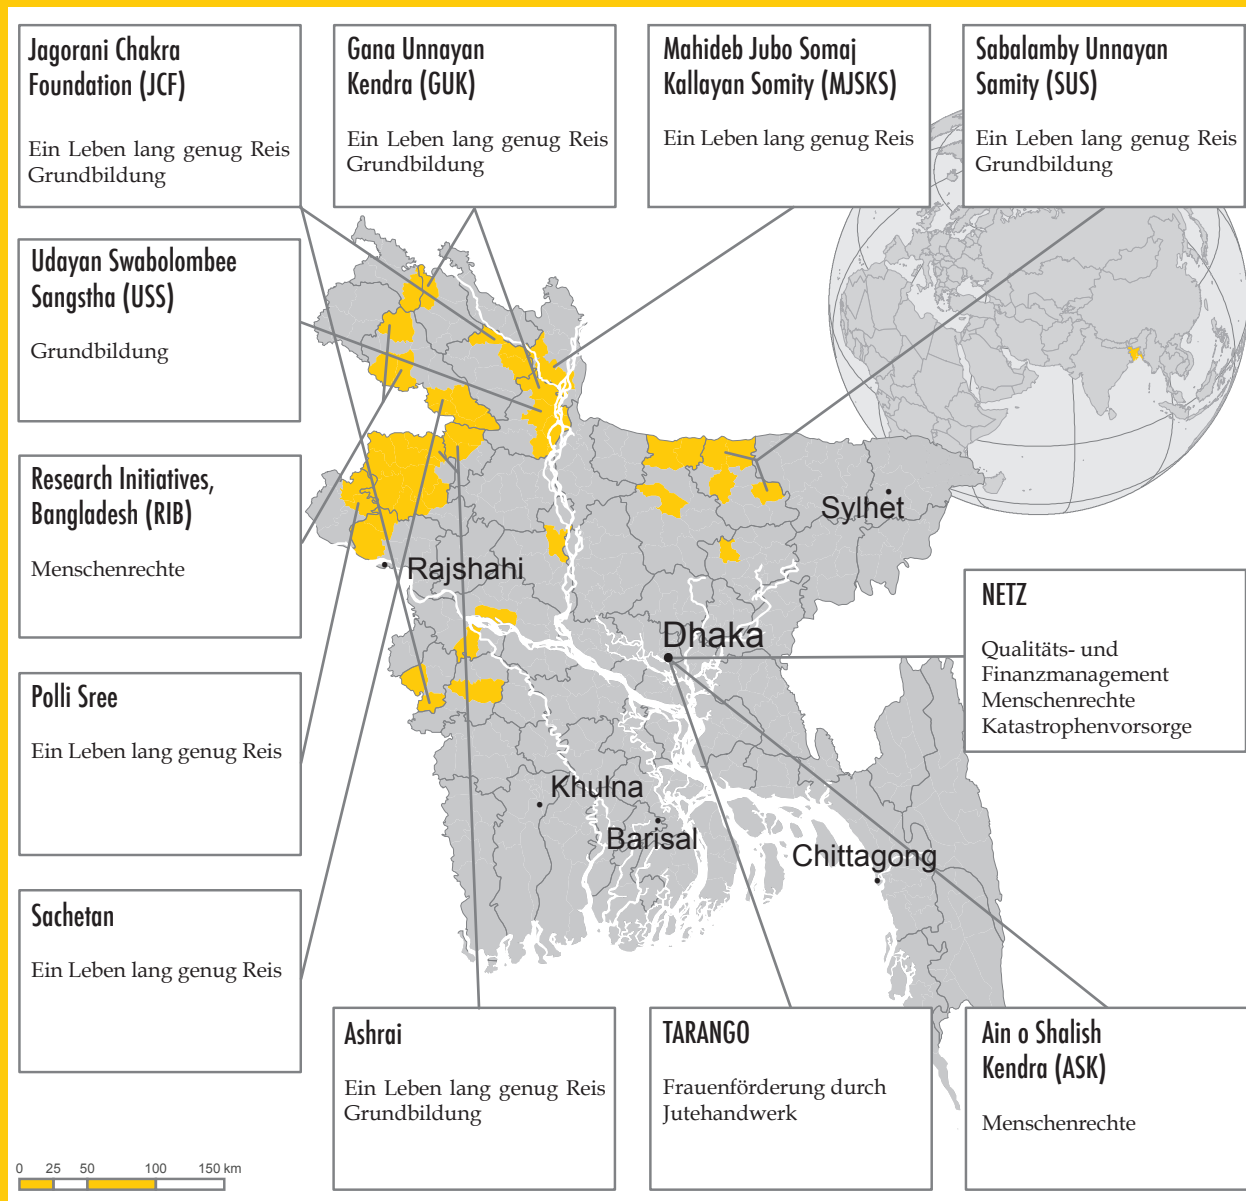 Jagorani Chakra
Foundation (JCF)
Ein Leben lang genug Reis
Grundbildung
Gana Unnayan
Kendra (GUK)
Ein Leben lang genug Reis
Grundbildung
Mahideb Jubo Somaj
Kallayan Somity (MJSKS)
Ein Leben lang genug Reis
Sabalamby Unnayan
Samity (SUS)
Ein Leben lang genug Reis
Grundbildung
Udayan Swabolombee
Sangstha (USS)
Grundbildung
Research Initiatives,
Bangladesh (RIB)
Menschenrechte
Polli Sree
Ein Leben lang genug Reis
Sachetan
Ein Leben lang genug Reis
Sylhet
Rajshahi
Dhaka
Khulna
Barisal
Chittagong
NETZ
Qualitäts- und
Finanzmanagement
Menschenrechte
Katastrophenvorsorge
Ashrai
Ein Leben lang genug Reis
Grundbildung
TARANGO
Frauenförderung durch
Jutehandwerk
Ain o Shalish
Kendra (ASK)
Menschenrechte
0 25 50 100 150 km